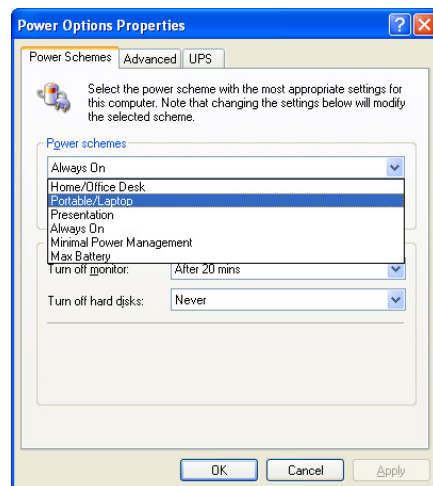 Power Options Properties
Power Schemes Advanced UPS
Select the power scheme with the most appropriate settings for
this computer. Note that changing the settings below will modify
the selected scheme.
Power schemes
Always On
Home/Office Desk
Portable/Laptop
Presentation
Always On
Minimal Power Management
Max Battery
Turn off monitor: After 20 mins
Turn off hard disks: Never
OK Cancel Apply